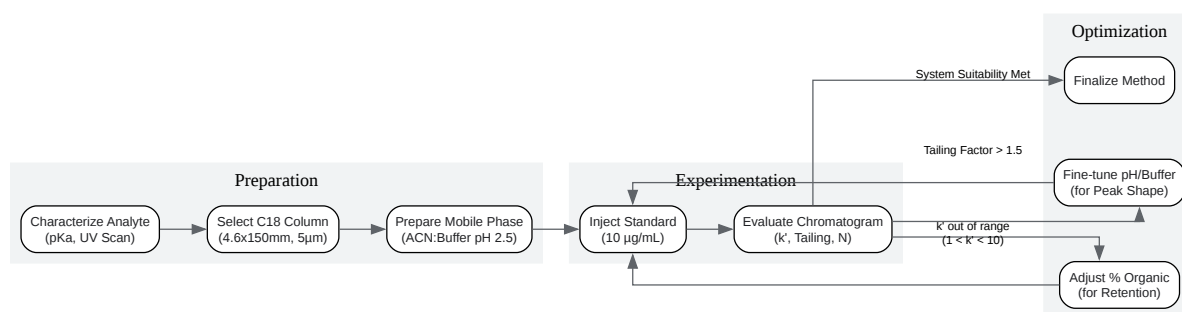 Optimization
System Suitability Met
Finalize Method
Tailing Factor > 1.5
Preparation
Experimentation
Fine-tune pH/Buffer
(for Peak Shape)
Characterize Analyte
(pKa, UV Scan)
Select C18 Column
(4.6x150mm, 5µm)
Prepare Mobile Phase
(ACN:Buffer pH 2.5)
Inject Standard
(10 µg/mL)
Evaluate Chromatogram
(k', Tailing, N)
k' out of range
(1 < k' < 10)
Adjust % Organic
(for Retention)